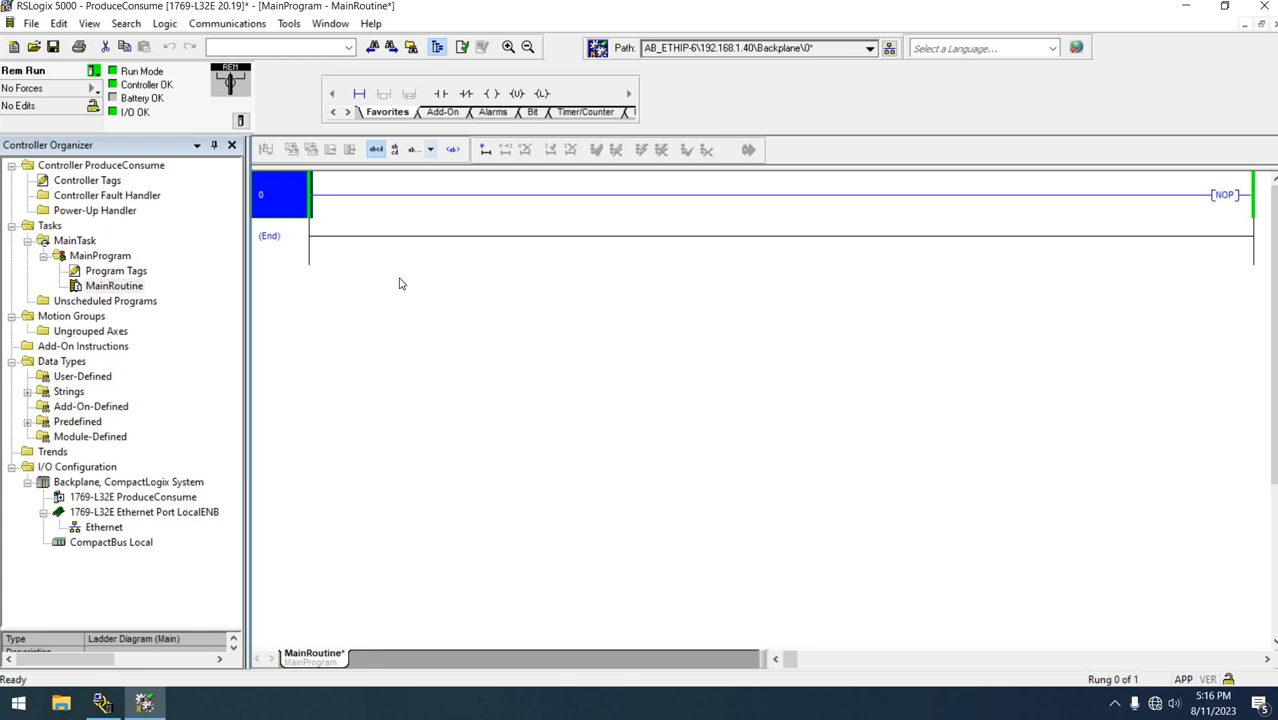 RSLogix 5000 - ProduceConsume [1769-L32E 20.19]* - [MainProgram - MainRoutine*]
File Edit View Search Logic Communications Tools Window Help
Path: AB_ETHIP-6\192.168.1.40\Backplane\0*
Select a Language...
Rem Run
No Forces
No Edits
Run Mode
Controller OK
Battery OK
I/O OK
REM
Favorites Add-On Alarms Bit Timer/Counter
Controller Organizer
abcd
ab
cd
ab...
<ab>
Controller ProduceConsume
Controller Tags
Controller Fault Handler
Power-Up Handler
Tasks
MainTask
MainProgram
Program Tags
MainRoutine
Unscheduled Programs
Motion Groups
Ungrouped Axes
Add-On Instructions
Data Types
User-Defined
Strings
Add-On-Defined
Predefined
Module-Defined
Trends
I/O Configuration
Backplane, CompactLogix System
1769-L32E ProduceConsume
1769-L32E Ethernet Port LocalENB
Ethernet
CompactBus Local
Type Ladder Diagram (Main)
0
NOP
(End)
MainRoutine*
MainProgram
Ready
Rung 0 of 1 APP VER
5:16 PM
8/11/2023
5